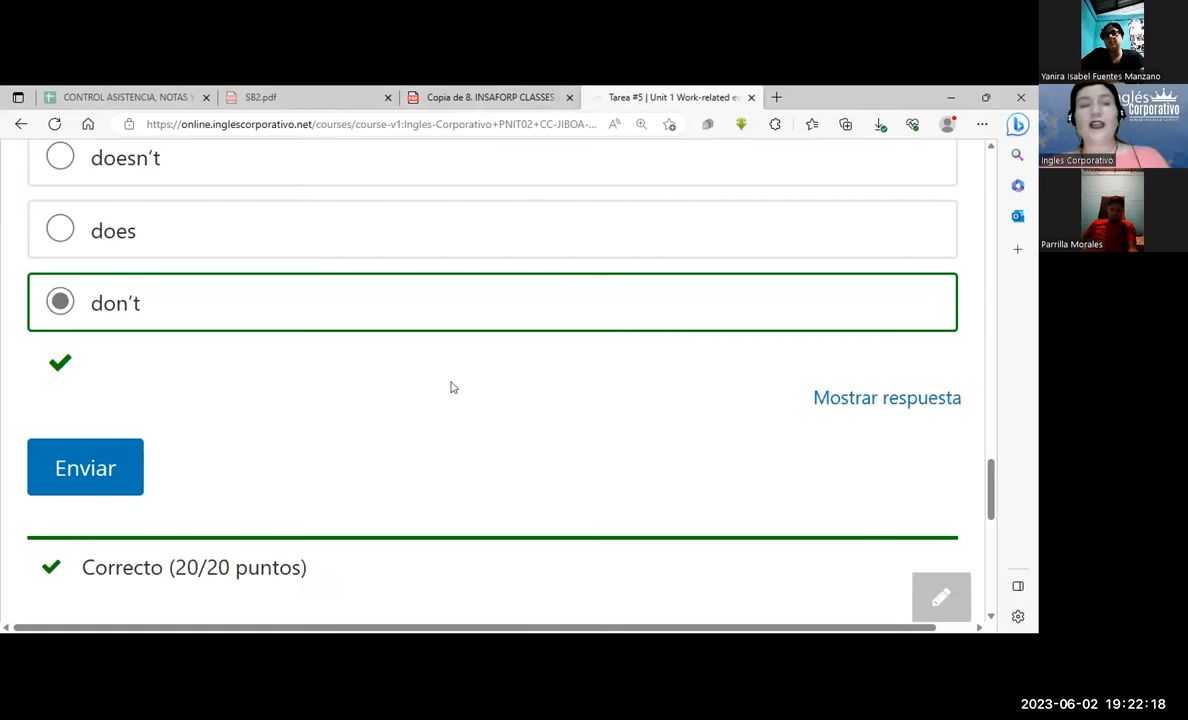 CONTROL ASISTENCIA, NOTAS Y
SB2.pdf
Copia de 8. INSAFORP CLASSES
Tarea #5 | Unit 1 Work-related e
https://online.inglescorporativo.net/courses/course-v1:Ingles-Corporativo+PNIT02+CC-JIBOA-...
doesn't
does
don't
Mostrar respuesta
Enviar
Correcto (20/20 puntos)
Yanira Isabel Fuentes Manzano
Inglés
Corporativo
Ingles Corporativo
Parrilla Morales
2023-06-02 19:22:18